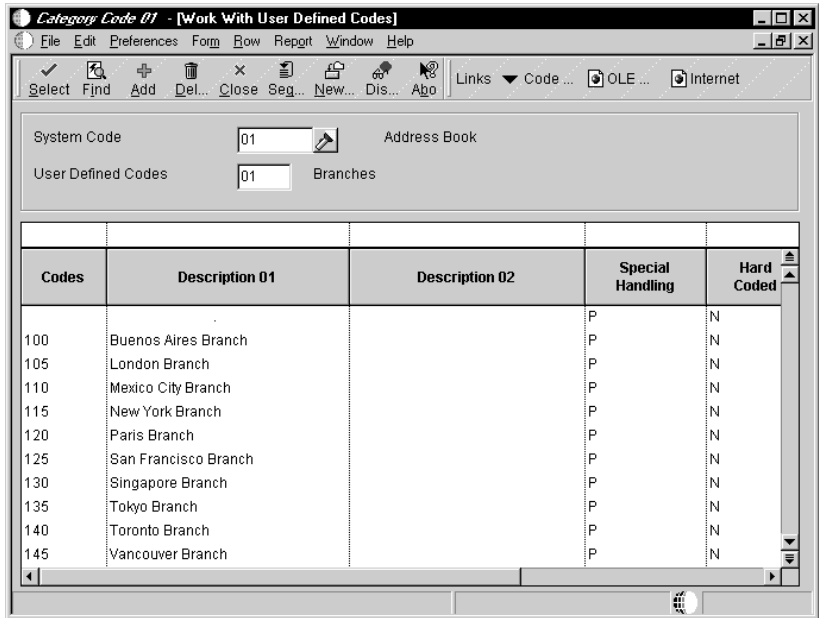 Category Code 01 - [Work With User Defined Codes]
File Edit Preferences Form Row Report Window Help
Select Find Add Del... Close Seq... New... Dis... Abo Links Code ... OLE ... Internet
System Code 01 Address Book
User Defined Codes 01 Branches
Codes Description 01 Description 02 Special Handling Hard Coded
. P N
100 Buenos Aires Branch P N
105 London Branch P N
110 Mexico City Branch P N
115 New York Branch P N
120 Paris Branch P N
125 San Francisco Branch P N
130 Singapore Branch P N
135 Tokyo Branch P N
140 Toronto Branch P N
145 Vancouver Branch P N